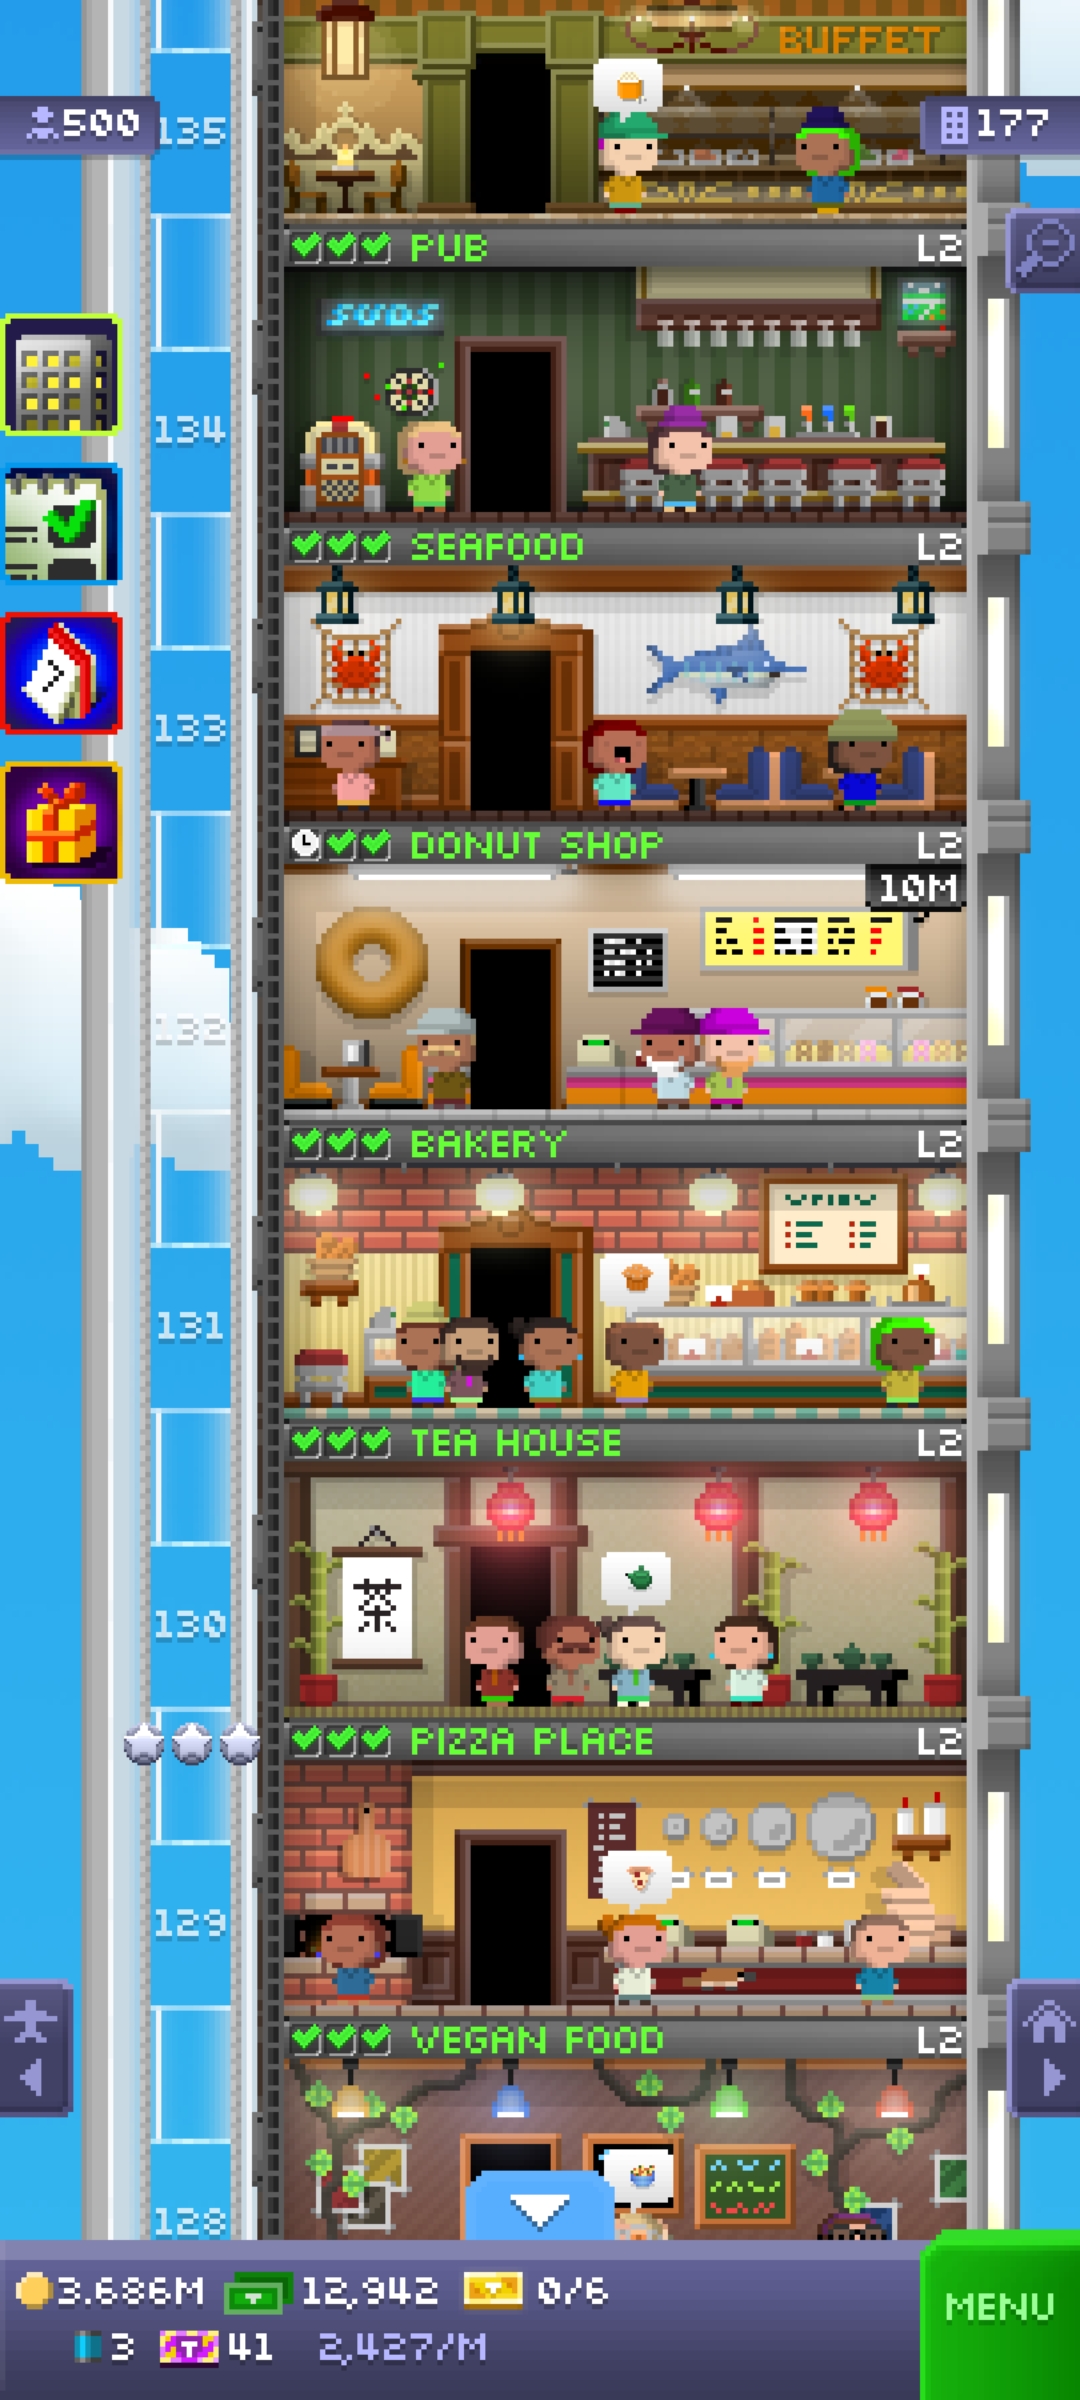 BUFFET
500
135
177
PUB L2
SUDS
134
SEAFOOD L2
133
DONUT SHOP L2
10M
132
BAKERY L2
131
TEA HOUSE L2
茶
130
PIZZA PLACE L2
129
VEGAN FOOD L2
128
3.686M 12,942 0/6
MENU
3 41 2,427/M